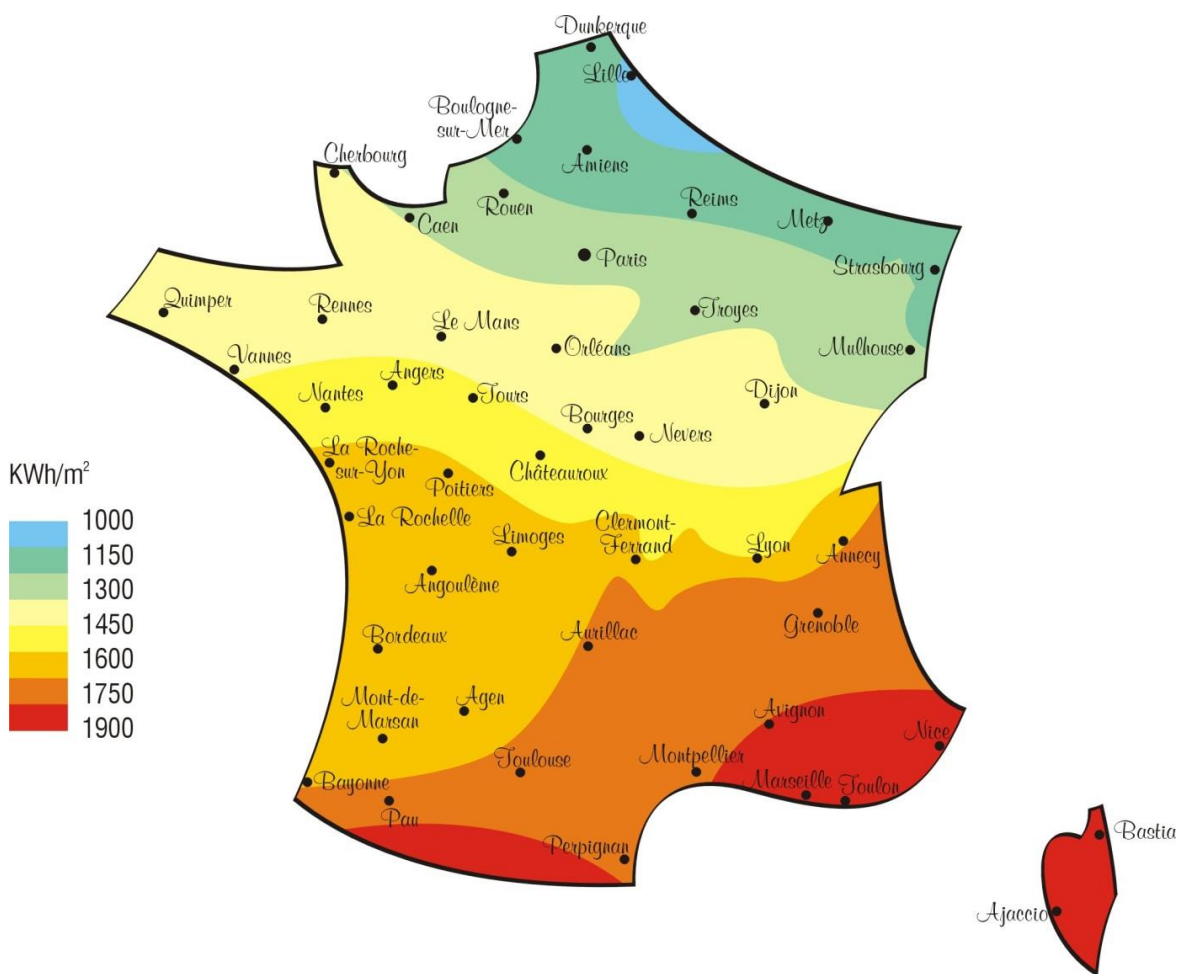 Dunkerque
Lille
Boulogne-
sur-Mer
Cherbourg
Amiens
Rouen
Reims
Caen
Metz
Paris
Strasbourg
Quimper
Rennes
Troyes
Le Mans
Orléans
Mulhouse
Vannes
Angers
Nantes
Tours
Dijon
Bourges
Nevers
La Roche-
sur-Yon
Châteauroux
Poitiers
La Rochelle
Clermont-
Ferrand
Limoges
Lyon
Annecy
Angoulême
Grenoble
Bordeaux
Aurillac
Mont-de-
Marsan
Agen
Avignon
Nice
Toulouse
Montpellier
Bayonne
Marseille
Toulon
Pau
Perpignan
Bastia
Ajaccio
KWh/m²
1000
1150
1300
1450
1600
1750
1900